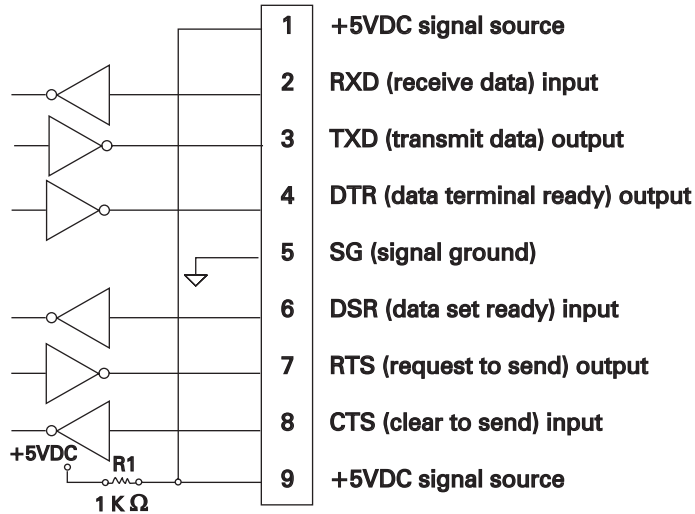 1 +5VDC signal source
2 RXD (receive data) input
3 TXD (transmit data) output
4 DTR (data terminal ready) output
5 SG (signal ground)
6 DSR (data set ready) input
7 RTS (request to send) output
8 CTS (clear to send) input
+5VDC
R1
9 +5VDC signal source
1 K Ω